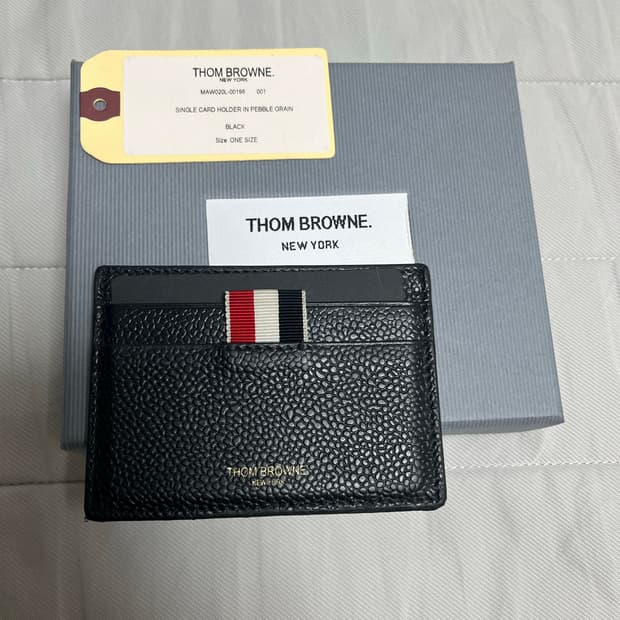 THOM BROWNE.
NEW YORK
MAW020L-00198 001
SINGLE CARD HOLDER IN PEBBLE GRAIN
BLACK
Size ONE SIZE
THOM BROWNE.
NEW YORK
THOM BROWNE.
NEW YORK